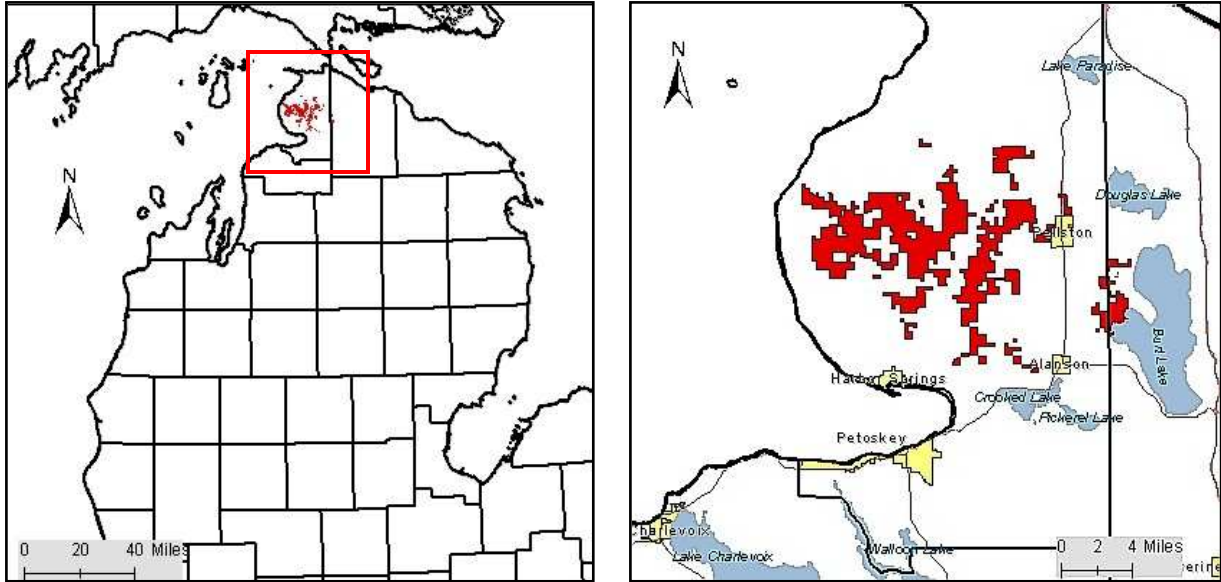 N
0 20 40 Miles
N
Lake Paradise
Douglas Lake
Pellston
Burt Lake
Alanson
Harbor Springs
Crooked Lake
Pickerel Lake
Petoskey
Charlevoix
Lake Charlevoix
Walloon Lake
0 2 4 Miles